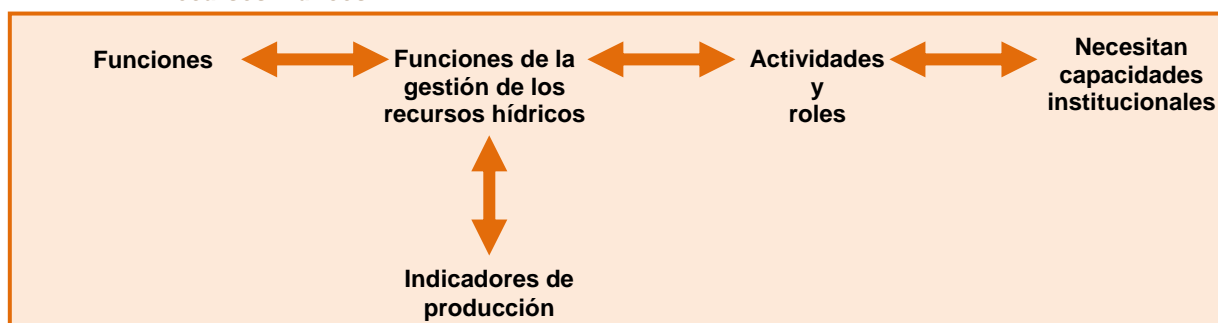 Funciones
Funciones de la
gestión de los
recursos hídricos
Actividades
y
roles
Necesitan
capacidades
institucionales
Indicadores de
producción